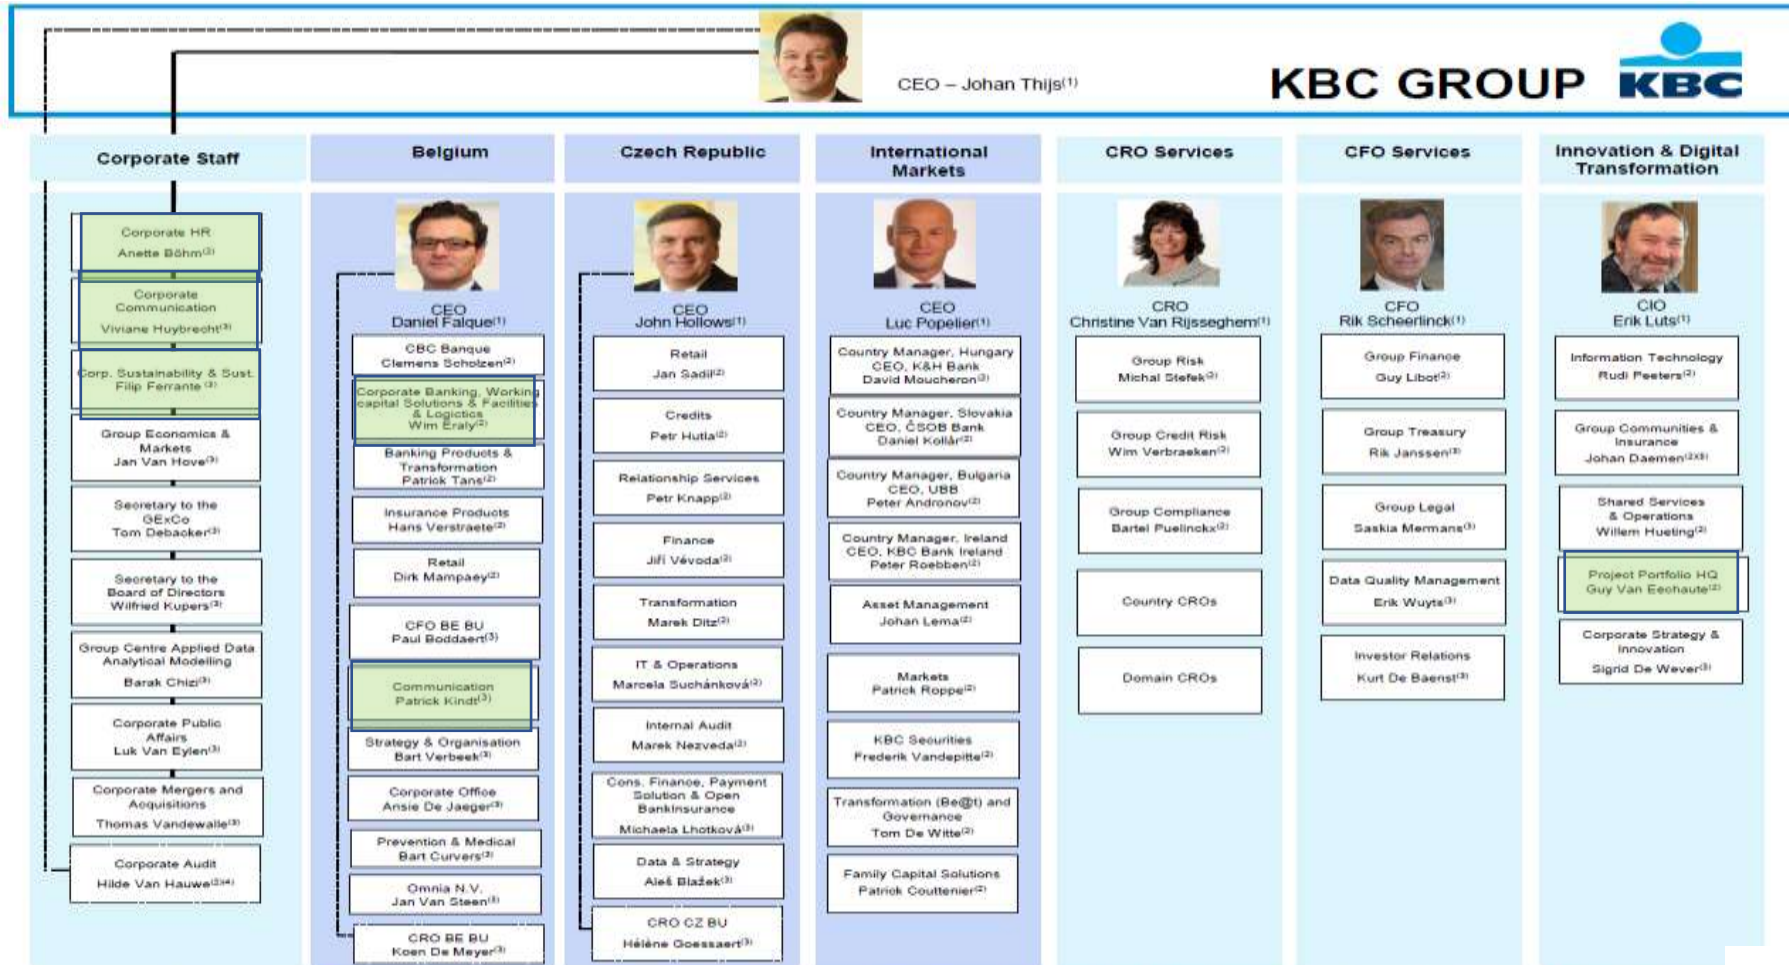 CEO – Johan Thijs(1)
KBC GROUP
KBC
Corporate Staff
Corporate HR
Anette Böhm(3)
Corporate
Communication
Viviane Huybrecht(3)
Corp. Sustainability & Sust.
Filip Ferrante (3)
Group Economics &
Markets
Jan Van Hove(3)
Secretary to the
GExCo
Tom Debacker(3)
Secretary to the
Board of Directors
Wilfried Kupers(3)
Group Centre Applied Data
Analytical Modelling
Barak Chizi(3)
Corporate Public
Affairs
Luk Van Eylen(3)
Corporate Mergers and
Acquisitions
Thomas Vandewalle(3)
Corporate Audit
Hilde Van Hauwe(2)(4)
Belgium
CEO
Daniel Falque(1)
CBC Banque
Clemens Scholzen(2)
Corporate Banking, Working
capital Solutions & Facilities
& Logictics
Wim Eraly(2)
Banking Products &
Transformation
Patrick Tans(2)
Insurance Products
Hans Verstraete(2)
Retail
Dirk Mampaey(2)
CFO BE BU
Paul Boddaert(3)
Communication
Patrick Kindt(3)
Strategy & Organisation
Bart Verbeek(3)
Corporate Office
Ansie De Jaeger(3)
Prevention & Medical
Bart Curvers(3)
Omnia N.V.
Jan Van Steen(3)
CRO BE BU
Koen De Meyer(3)
Czech Republic
CEO
John Hollows(1)
Retail
Jan Sadil(2)
Credits
Petr Hutla(2)
Relationship Services
Petr Knapp(2)
Finance
Jiří Vévoda(2)
Transformation
Marek Ditz(2)
IT & Operations
Marcela Suchánková(2)
Internal Audit
Marek Nezveda(3)
Cons. Finance, Payment
Solution & Open
BankInsurance
Michaela Lhotková(3)
Data & Strategy
Aleš Blažek(3)
CRO CZ BU
Hélène Goessaert(3)
International
Markets
CEO
Luc Popelier(1)
Country Manager, Hungary
CEO, K&H Bank
David Moucheron(2)
Country Manager, Slovakia
CEO, ČSOB Bank
Daniel Kollár(2)
Country Manager, Bulgaria
CEO, UBB
Peter Andronov(2)
Country Manager, Ireland
CEO, KBC Bank Ireland
Peter Roebben(2)
Asset Management
Johan Lema(2)
Markets
Patrick Roppe(2)
KBC Securities
Frederik Vandepitte(2)
Transformation (Be@t) and
Governance
Tom De Witte(2)
Family Capital Solutions
Patrick Couttenier(2)
CRO Services
CRO
Christine Van Rijsseghem(1)
Group Risk
Michal Stefek(2)
Group Credit Risk
Wim Verbraeken(2)
Group Compliance
Bartel Puelinckx(2)
Country CROs
Domain CROs
CFO Services
CFO
Rik Scheerlinck(1)
Group Finance
Guy Libot(2)
Group Treasury
Rik Janssen(3)
Group Legal
Saskia Mermans(3)
Data Quality Management
Erik Wuyts(3)
Investor Relations
Kurt De Baenst(3)
Innovation & Digital
Transformation
CIO
Erik Luts(1)
Information Technology
Rudi Peeters(2)
Group Communities &
Insurance
Johan Daemen(2)(5)
Shared Services
& Operations
Willem Hueting(2)
Project Portfolio HQ
Guy Van Eechaute(2)
Corporate Strategy &
Innovation
Sigrid De Wever(3)